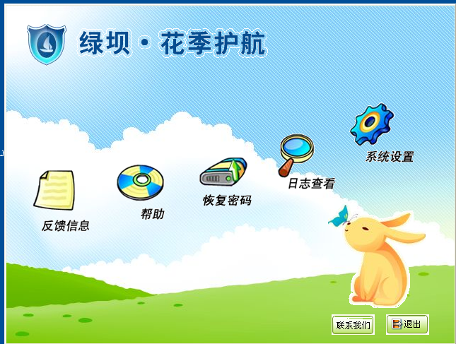 绿坝·花季护航
系统设置
日志查看
恢复密码
帮助
反馈信息
联系我们
退出